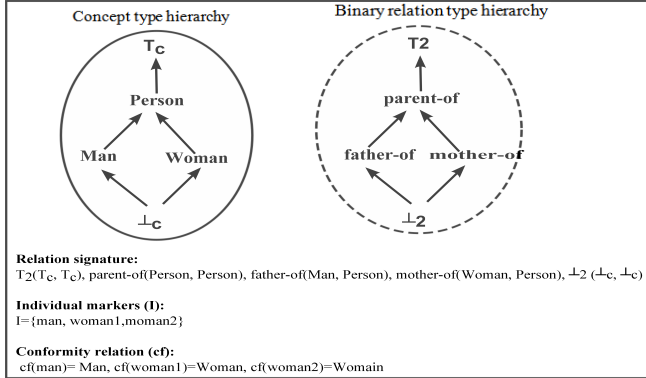 Concept type hierarchy
Binary relation type hierarchy
Tc
T2
Person
parent-of
Man
Woman
father-of
mother-of
⊥c
⊥2
Relation signature:
T2(Tc, Tc), parent-of(Person, Person), father-of(Man, Person), mother-of(Woman, Person), ⊥2 (⊥c, ⊥c)
Individual markers (I):
I={man, woman1,moman2}
Conformity relation (cf):
cf(man)= Man, cf(woman1)=Woman, cf(woman2)=Womain